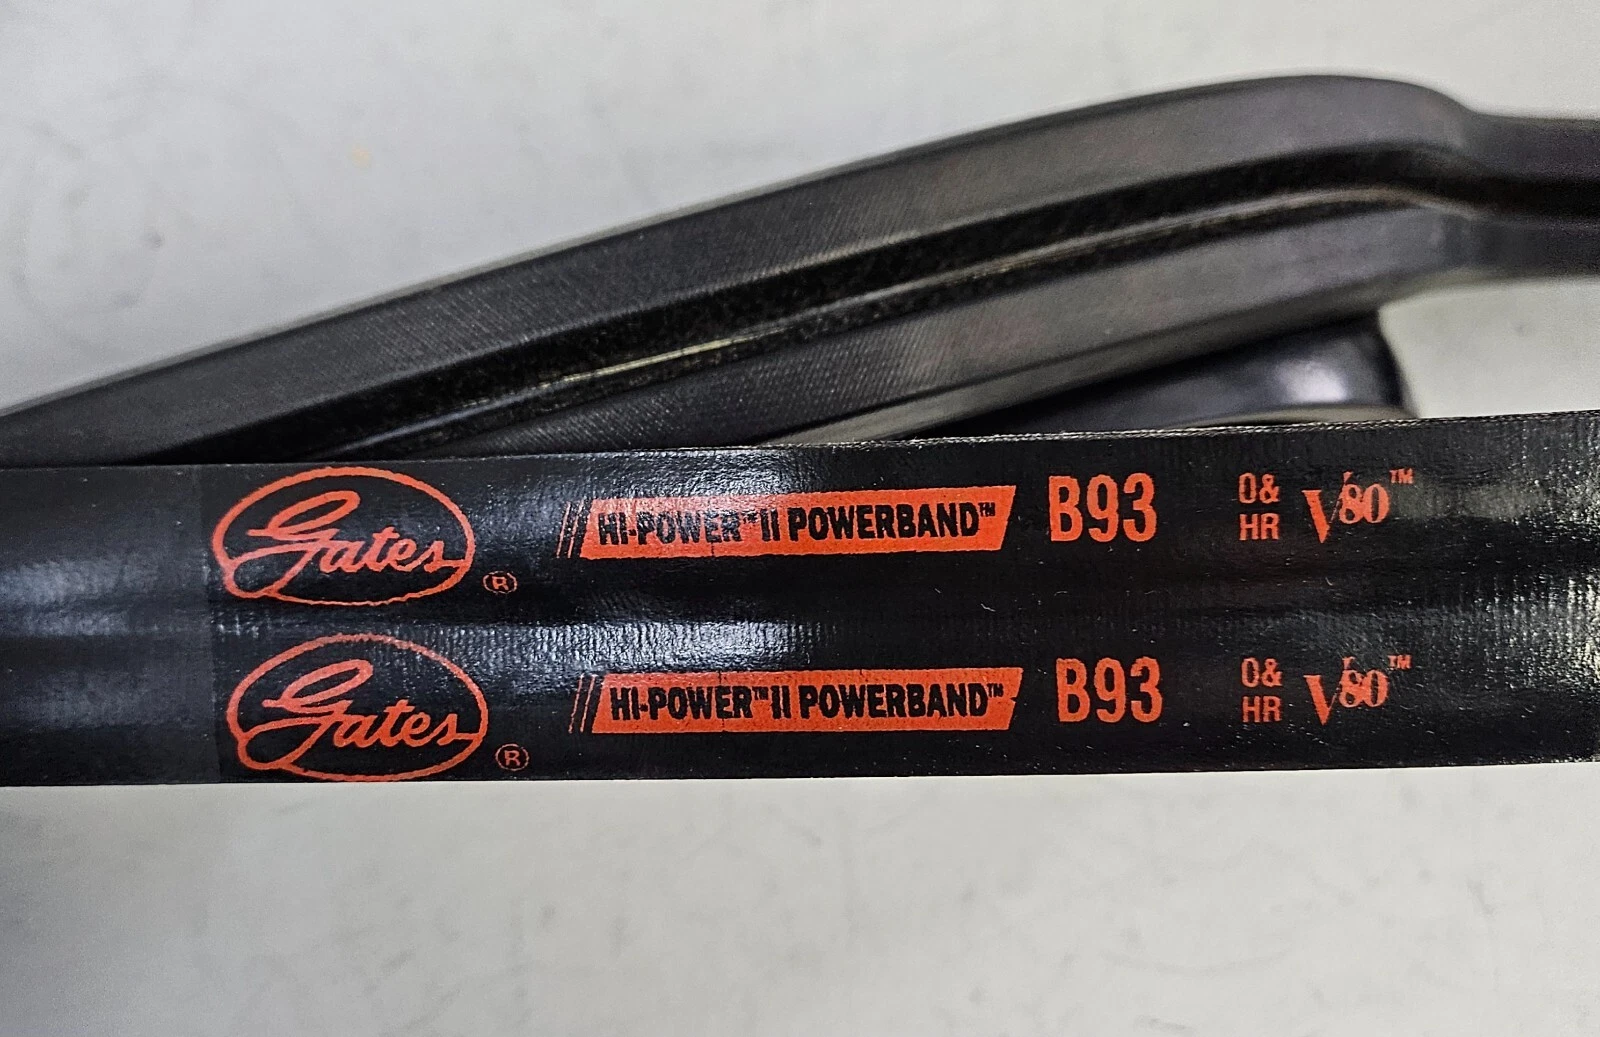 Gates ® HI-POWER™ II POWERBAND™ B93 O& HR V80™
Gates ® HI-POWER™ II POWERBAND™ B93 O& HR V80™